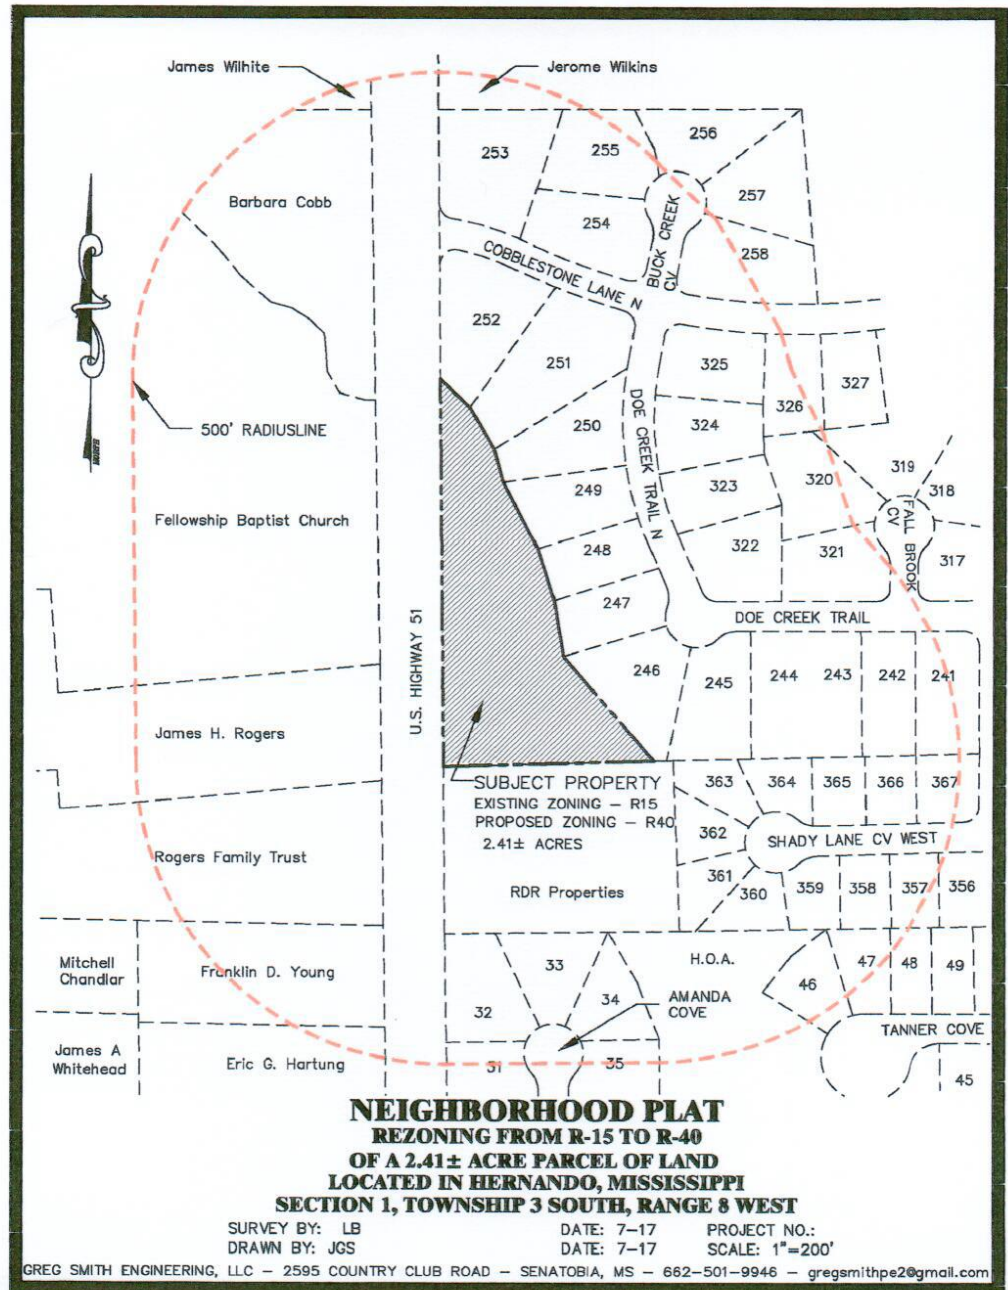 James Wilhite
Jerome Wilkins
256
253
255
Barbara Cobb
257
254
258
BUCK CREEK
CV
COBBLESTONE LANE N
252
251
325
327
326
DOE CREEK TRAIL N
500' RADIUSLINE
250
324
319
320
318
FALL BROOK
CV
249
323
Fellowship Baptist Church
248
322
321
317
247
DOE CREEK TRAIL
U.S. HIGHWAY 51
246
245
244
243
242
241
James H. Rogers
SUBJECT PROPERTY
EXISTING ZONING – R15
PROPOSED ZONING – R40
2.41± ACRES
363
364
365
366
367
362
SHADY LANE CV WEST
Rogers Family Trust
361
RDR Properties
360
359
358
357
356
Mitchell
Chandlar
Franklin D. Young
33
H.O.A.
47
48
49
46
32
34
AMANDA
COVE
TANNER COVE
James A
Whitehead
Eric G. Hartung
31
35
45
NEIGHBORHOOD PLAT
REZONING FROM R-15 TO R-40
OF A 2.41± ACRE PARCEL OF LAND
LOCATED IN HERNANDO, MISSISSIPPI
SECTION 1, TOWNSHIP 3 SOUTH, RANGE 8 WEST
SURVEY BY: LB DATE: 7–17 PROJECT NO.:
DRAWN BY: JGS DATE: 7–17 SCALE: 1"=200'
GREG SMITH ENGINEERING, LLC – 2595 COUNTRY CLUB ROAD – SENATOBIA, MS – 662–501–9946 – gregsmithpe2@gmail.com